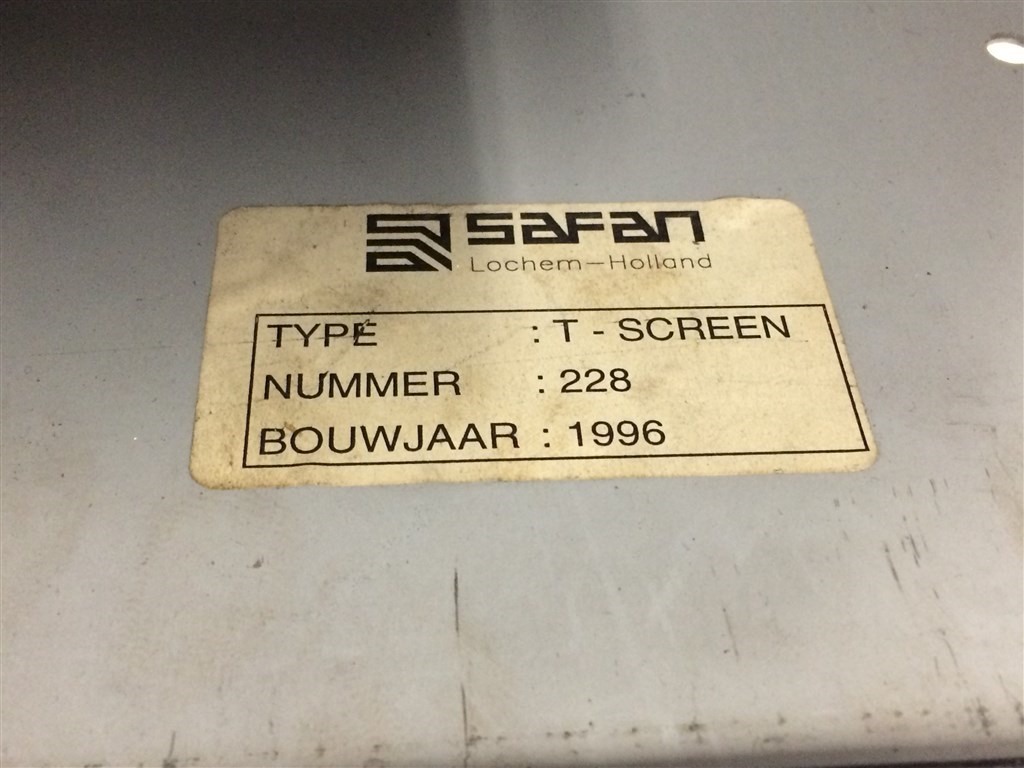 SAFAN
Lochem-Holland
TYPE : T - SCREEN
NUMMER : 228
BOUWJAAR : 1996